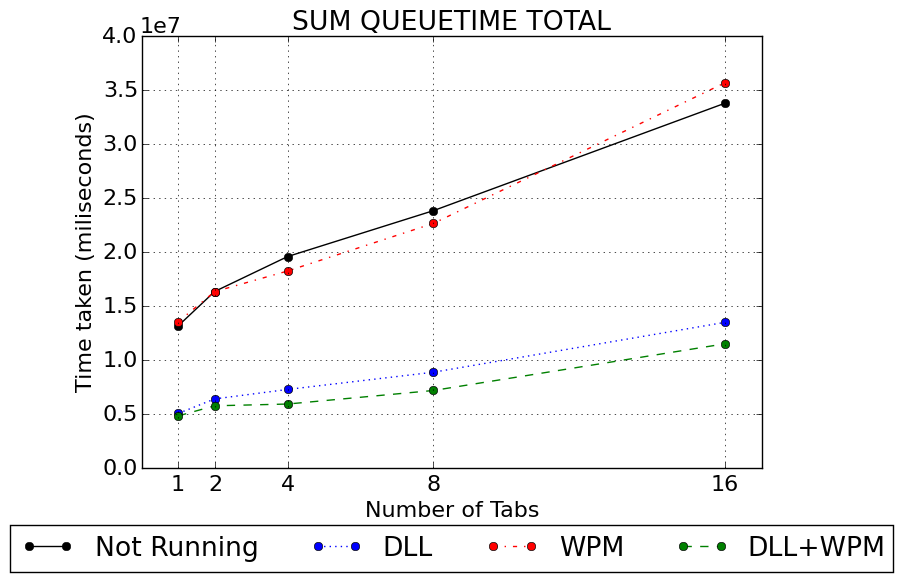 SUM QUEUETIME TOTAL
1e7
4.0
3.5
3.0
2.5
2.0
1.5
1.0
0.5
0.0
Time taken (miliseconds)
1 2 4 8 16
Number of Tabs
Not Running DLL WPM DLL+WPM